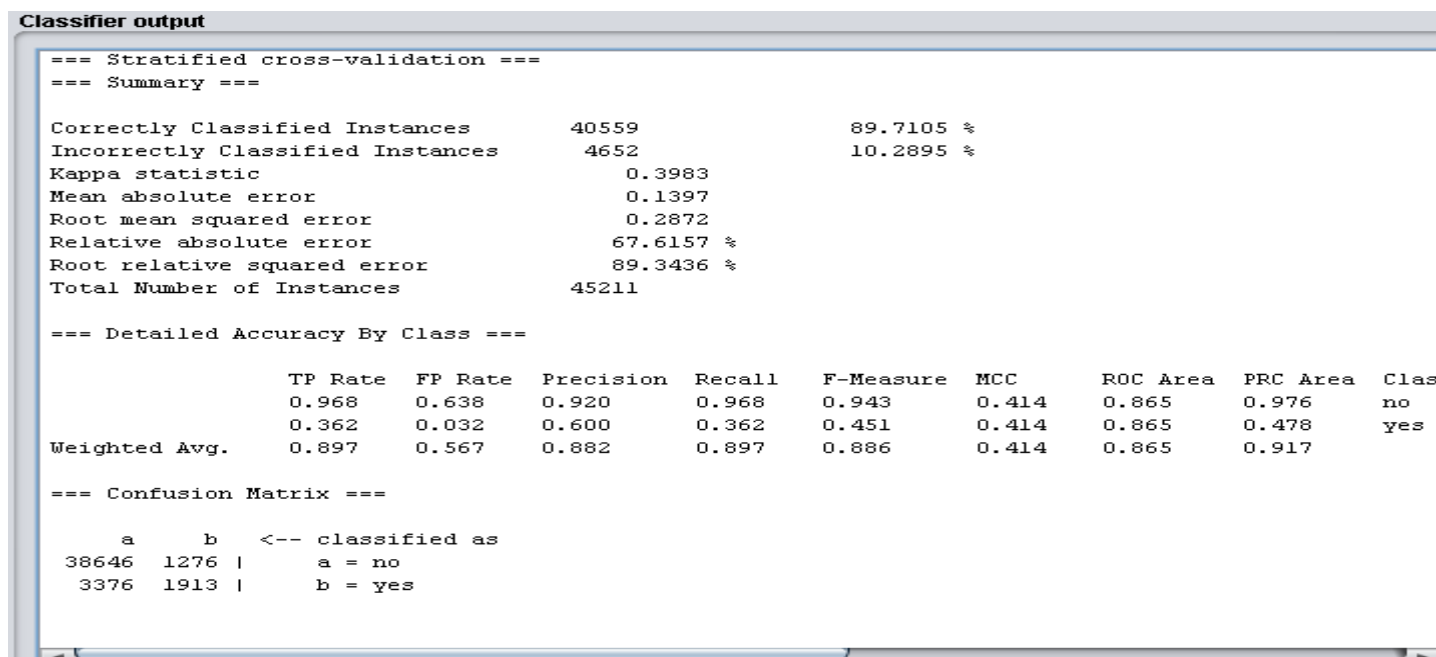 Classifier output
=== Stratified cross-validation ===
=== Summary ===
Correctly Classified Instances 40559 89.7105 %
Incorrectly Classified Instances 4652 10.2895 %
Kappa statistic 0.3983
Mean absolute error 0.1397
Root mean squared error 0.2872
Relative absolute error 67.6157 %
Root relative squared error 89.3436 %
Total Number of Instances 45211
=== Detailed Accuracy By Class ===
TP Rate FP Rate Precision Recall F-Measure MCC ROC Area PRC Area Clas
0.968 0.638 0.920 0.968 0.943 0.414 0.865 0.976 no
0.362 0.032 0.600 0.362 0.451 0.414 0.865 0.478 yes
Weighted Avg. 0.897 0.567 0.882 0.897 0.886 0.414 0.865 0.917
=== Confusion Matrix ===
a b <-- classified as
38646 1276 | a = no
3376 1913 | b = yes